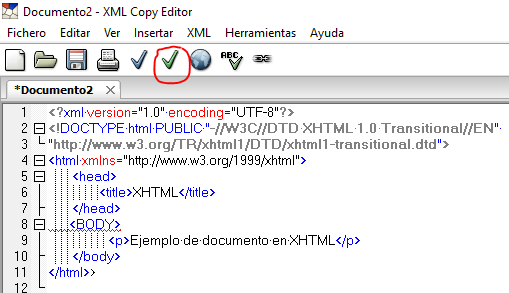 Documento2 - XML Copy Editor
Fichero Editar Ver Insertar XML Herramientas Ayuda
ABC
*Documento2
1 <?xml version="1.0" encoding="UTF-8"?>
2 <!DOCTYPE html PUBLIC "-//W3C//DTD XHTML 1.0 Transitional//EN"
3 "http://www.w3.org/TR/xhtml1/DTD/xhtml1-transitional.dtd">
4 <html xmlns="http://www.w3.org/1999/xhtml">
5 <head>
6 <title>XHTML</title>
7 </head>
8 <BODY>
9 <p>Ejemplo de documento en XHTML</p>
10 </body>
11 </html>>
12